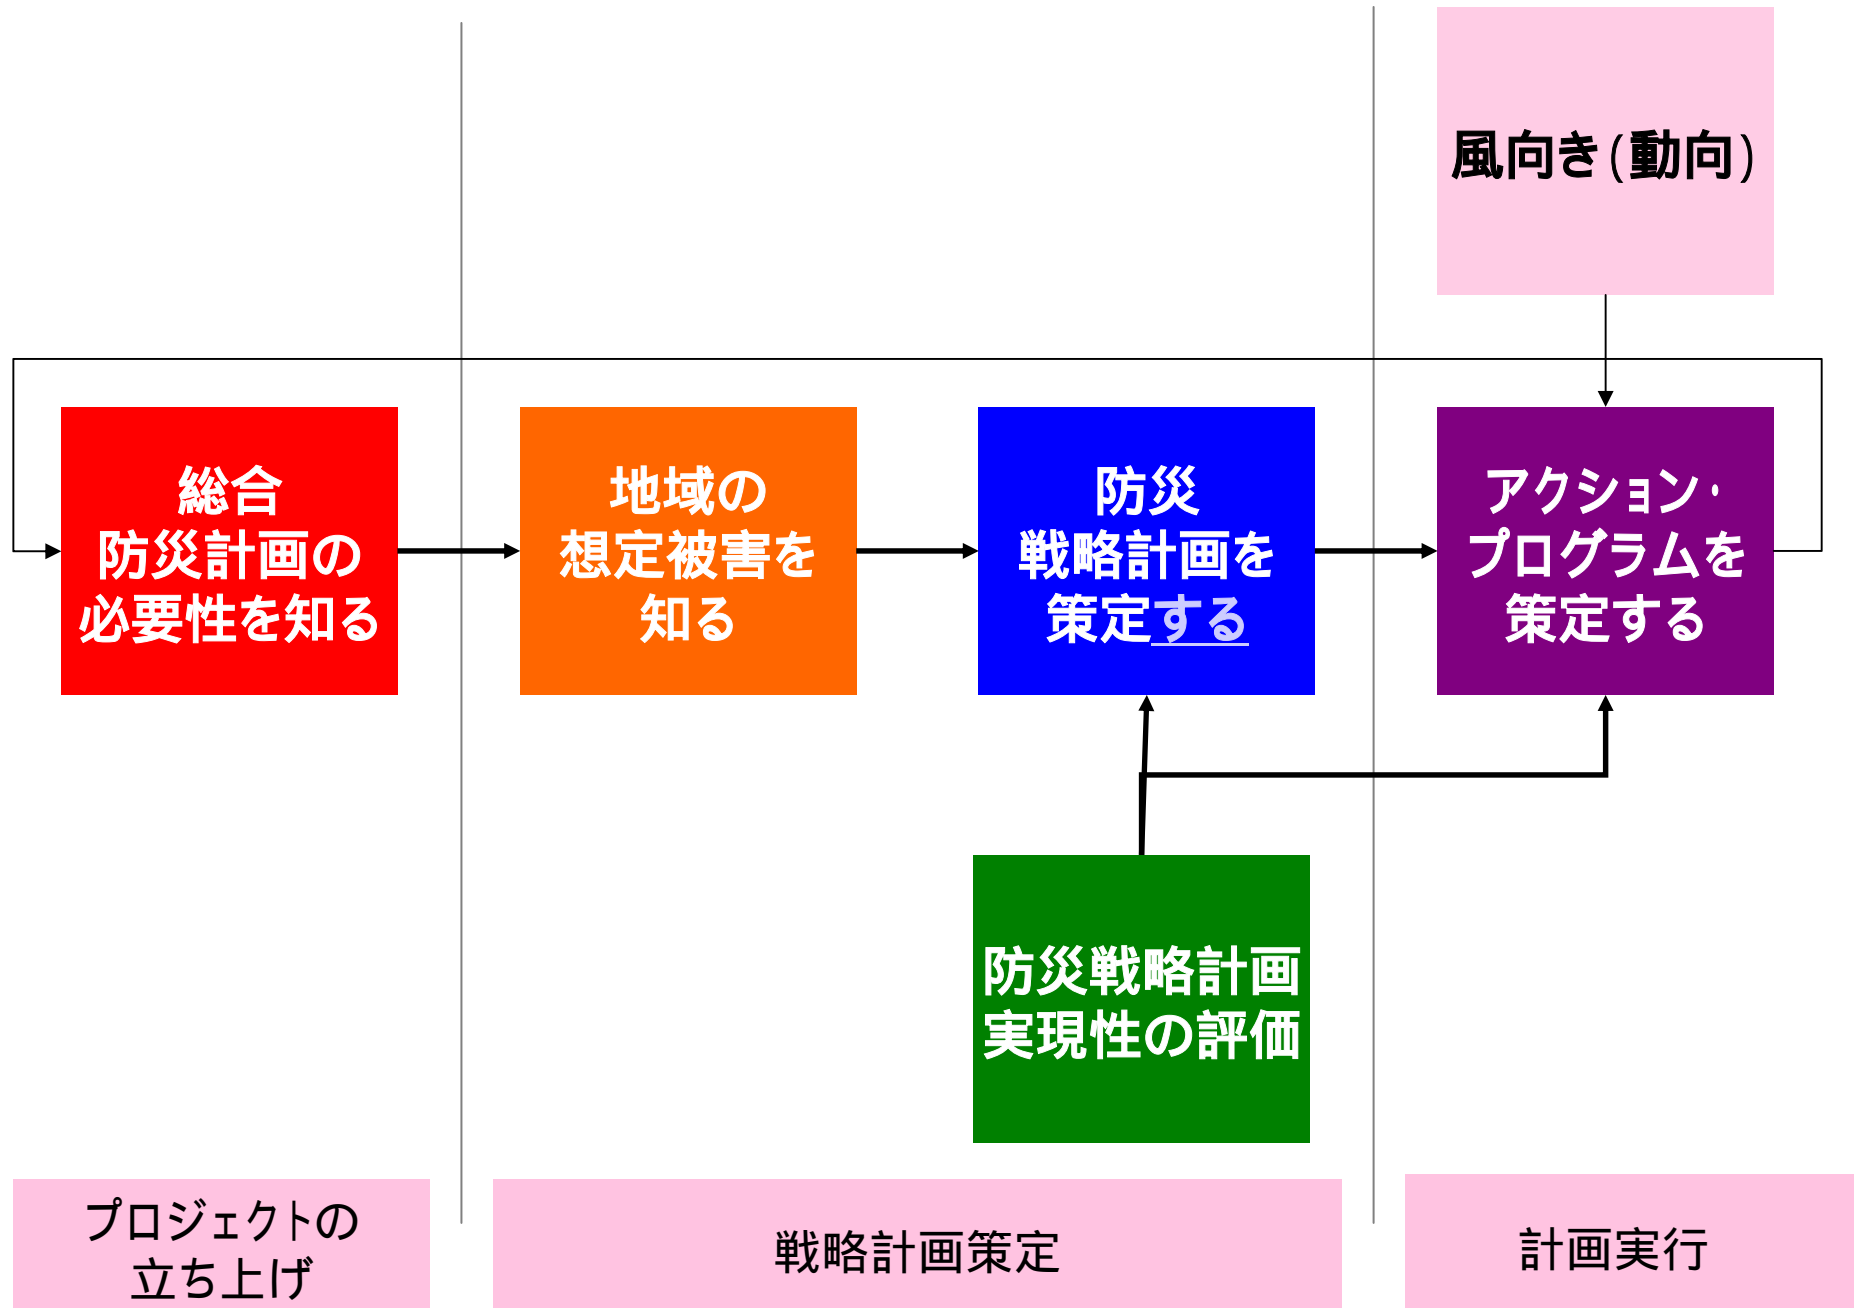 風向き(動向)
総合
防災計画の
必要性を知る
地域の
想定被害を
知る
防災
戦略計画を
策定する
アクション・
プログラムを
策定する
防災戦略計画
実現性の評価
プロジェクトの
立ち上げ
戦略計画策定
計画実行